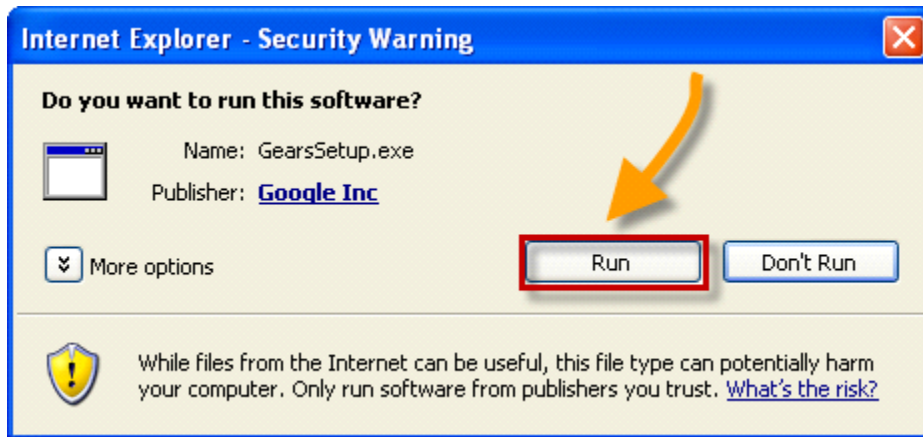 Internet Explorer - Security Warning
Do you want to run this software?
Name: GearsSetup.exe
Publisher: Google Inc
More options
Run
Don't Run
While files from the Internet can be useful, this file type can potentially harm
your computer. Only run software from publishers you trust. What's the risk?